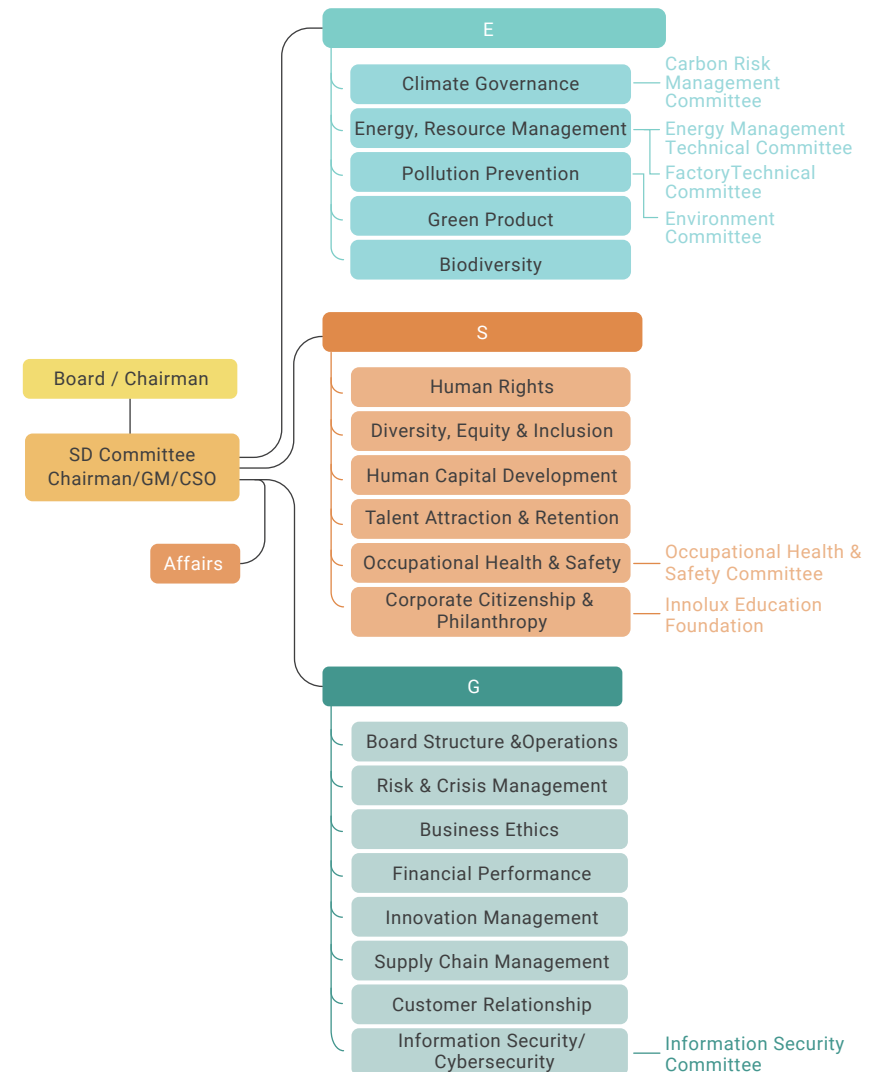 E
Climate Governance
Carbon Risk
Management
Committee
Energy, Resource Management
Energy Management
Technical Committee
FactoryTechnical
Committee
Pollution Prevention
Environment
Committee
Green Product
Biodiversity
Board / Chairman
SD Committee
Chairman/GM/CSO
Affairs
S
Human Rights
Diversity, Equity & Inclusion
Human Capital Development
Talent Attraction & Retention
Occupational Health & Safety
Occupational Health &
Safety Committee
Corporate Citizenship &
Philanthropy
Innolux Education
Foundation
G
Board Structure &Operations
Risk & Crisis Management
Business Ethics
Financial Performance
Innovation Management
Supply Chain Management
Customer Relationship
Information Security/
Cybersecurity
Information Security
Committee